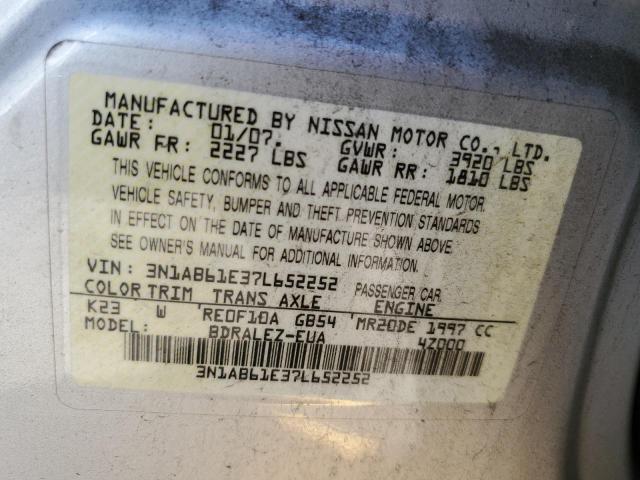 MANUFACTURED BY NISSAN MOTOR CO., LTD.
DATE: 01/07. GVWR: 3920 LBS
GAWR FR: 2227 LBS GAWR RR: 1810 LBS
THIS VEHICLE CONFORMS TO ALL APPLICABLE FEDERAL MOTOR
VEHICLE SAFETY, BUMPER AND THEFT PREVENTION STANDARDS
IN EFFECT ON THE DATE OF MANUFACTURE SHOWN ABOVE.
SEE OWNER'S MANUAL FOR ADDITIONAL INFORMATION.
VIN: 3N1AB61E37L652252 PASSENGER CAR.
COLOR TRIM TRANS AXLE ENGINE
K23 W RE0F10A GB54 MR20DE 1997 CC
MODEL: BDRALEZ-EUA 4Z000
3N1AB61E37L652252